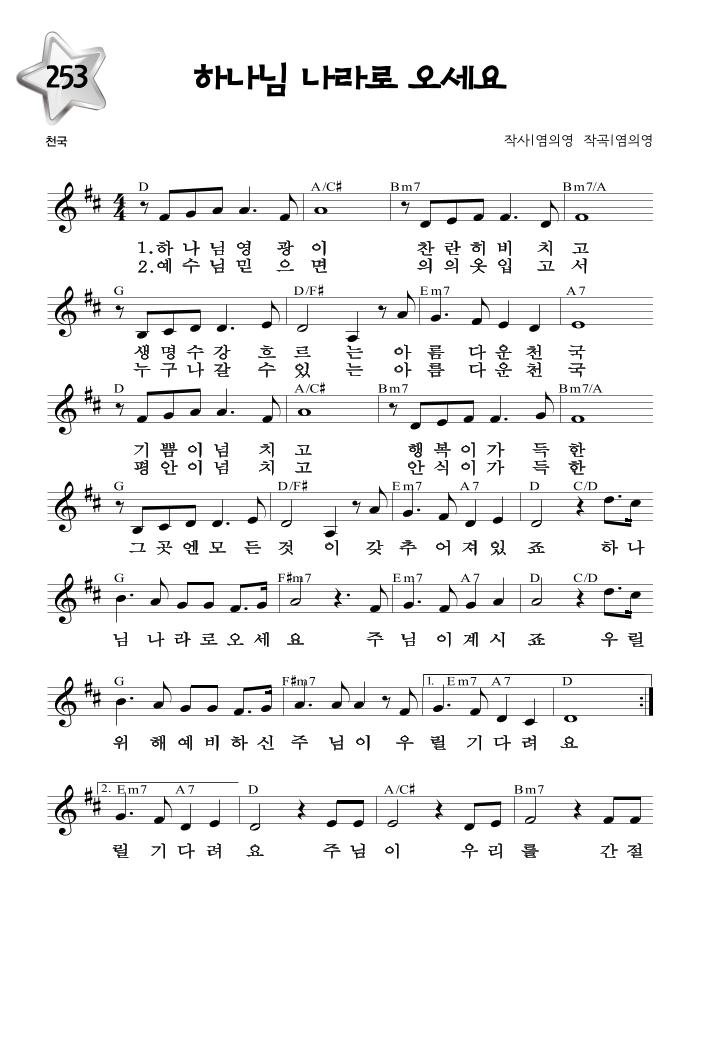 253
하나님 나라로 오세요
천국
작사|염의영 작곡|염의영
D A/C# Bm7 Bm7/A
4/4
1.하 나 님 영 광 이 찬 란 히 비 치 고
2.예 수 님 믿 으 면 의 의 옷 입 고 서
G D/F# Em7 A7
생 명 수 강 흐 르 는 아 름 다 운 천 국
누 구 나 갈 수 있 는 아 름 다 운 천 국
D A/C# Bm7 Bm7/A
기 쁨 이 넘 치 고 행 복 이 가 득 한
평 안 이 넘 치 고 안 식 이 가 득 한
G D/F# Em7 A7 D C/D
그 곳 엔 모 든 것 이 갖 추 어 져 있 죠 하 나
G F#m7 Em7 A7 D C/D
님 나 라 로 오 세 요 주 님 이 계 시 죠 우 릴
G F#m7 1. Em7 A7 D
위 해 예 비 하 신 주 님 이 우 릴 기 다 려 요
2. Em7 A7 D A/C# Bm7
릴 기 다 려 요 주 님 이 우 리 를 간 절